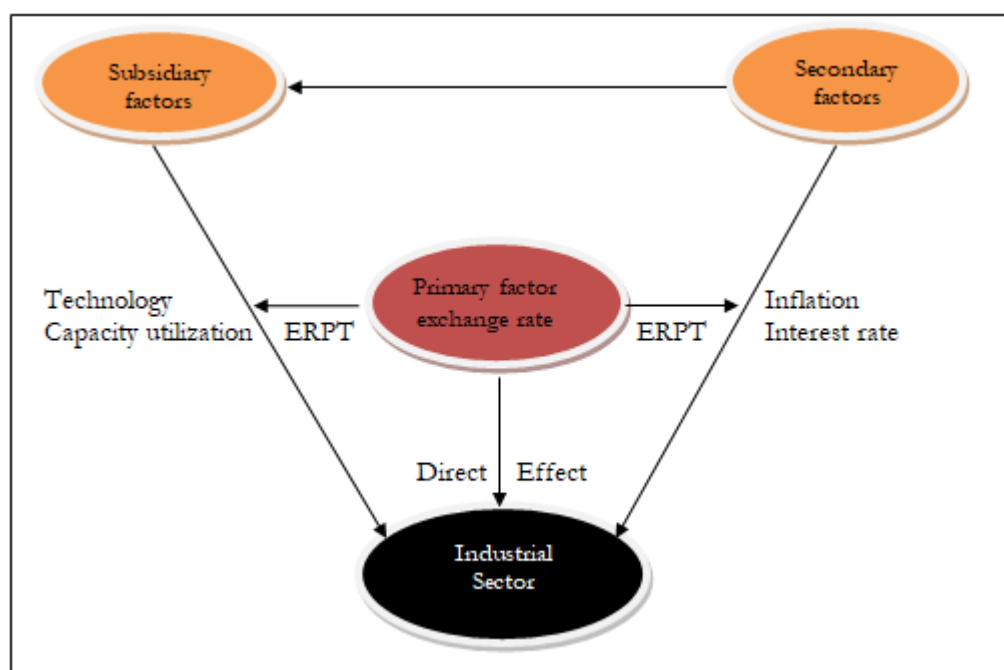 Subsidiary
factors
Secondary
factors
Primary factor
exchange rate
Technology
Capacity utilization
ERPT
ERPT
Inflation
Interest rate
Direct
Effect
Industrial
Sector